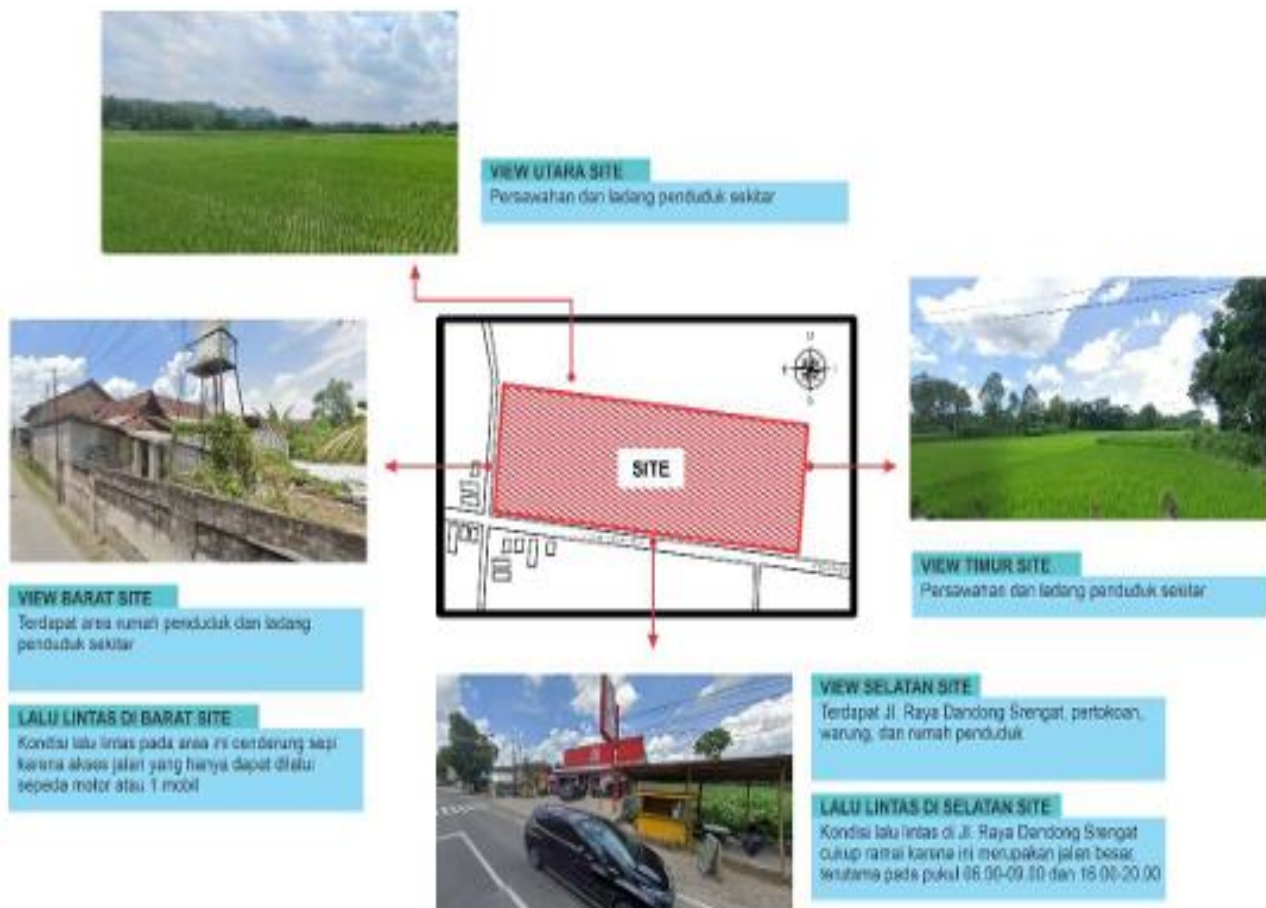 VIEW UTARA SITE
Persawahan dan ladang penduduk sekitar
U
S
SITE
VIEW BARAT SITE
Terdapat area rumah penduduk dan ladang
penduduk sekitar
LALU LINTAS DI BARAT SITE
Kondisi lalu lintas pada area ini cenderung sepi
karena akses jalan yang hanya dapat dilalui
sepeda motor atau 1 mobil
VIEW TIMUR SITE
Persawahan dan ladang penduduk sekitar
VIEW SELATAN SITE
Terdapat Jl. Raya Dandong Srengat, pertokoan,
warung, dan rumah penduduk
LALU LINTAS DI SELATAN SITE
Kondisi lalu lintas di Jl. Raya Dandong Srengat
cukup ramai karena ini merupakan jalan besar,
terutama pada pukul 06.00-09.00 dan 16.00-20.00